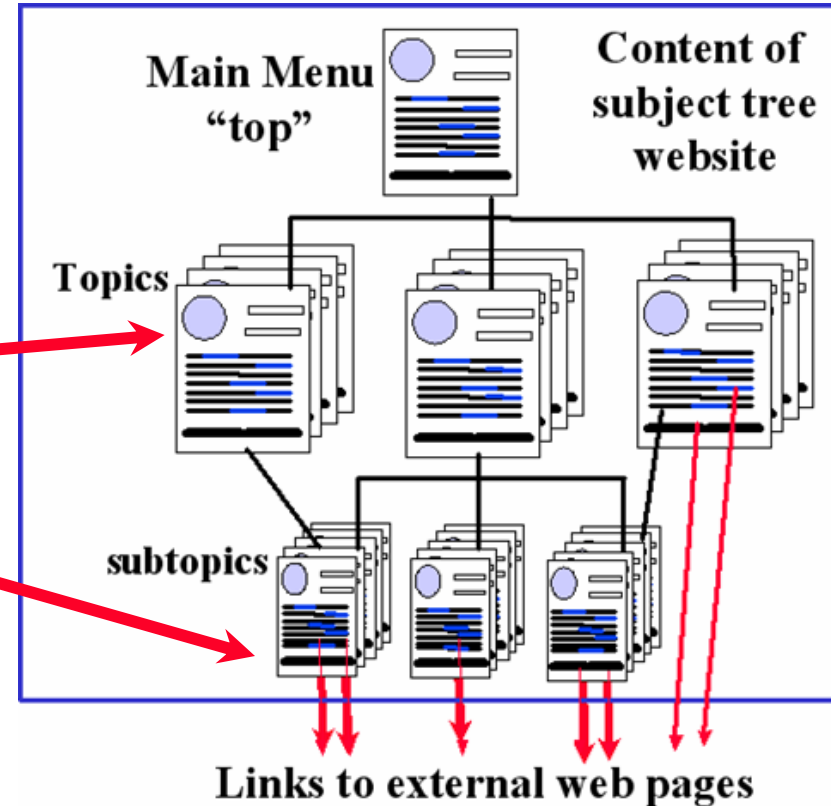 Main Menu
“top”
Content of
subject tree
website
Topics
subtopics
Links to external web pages